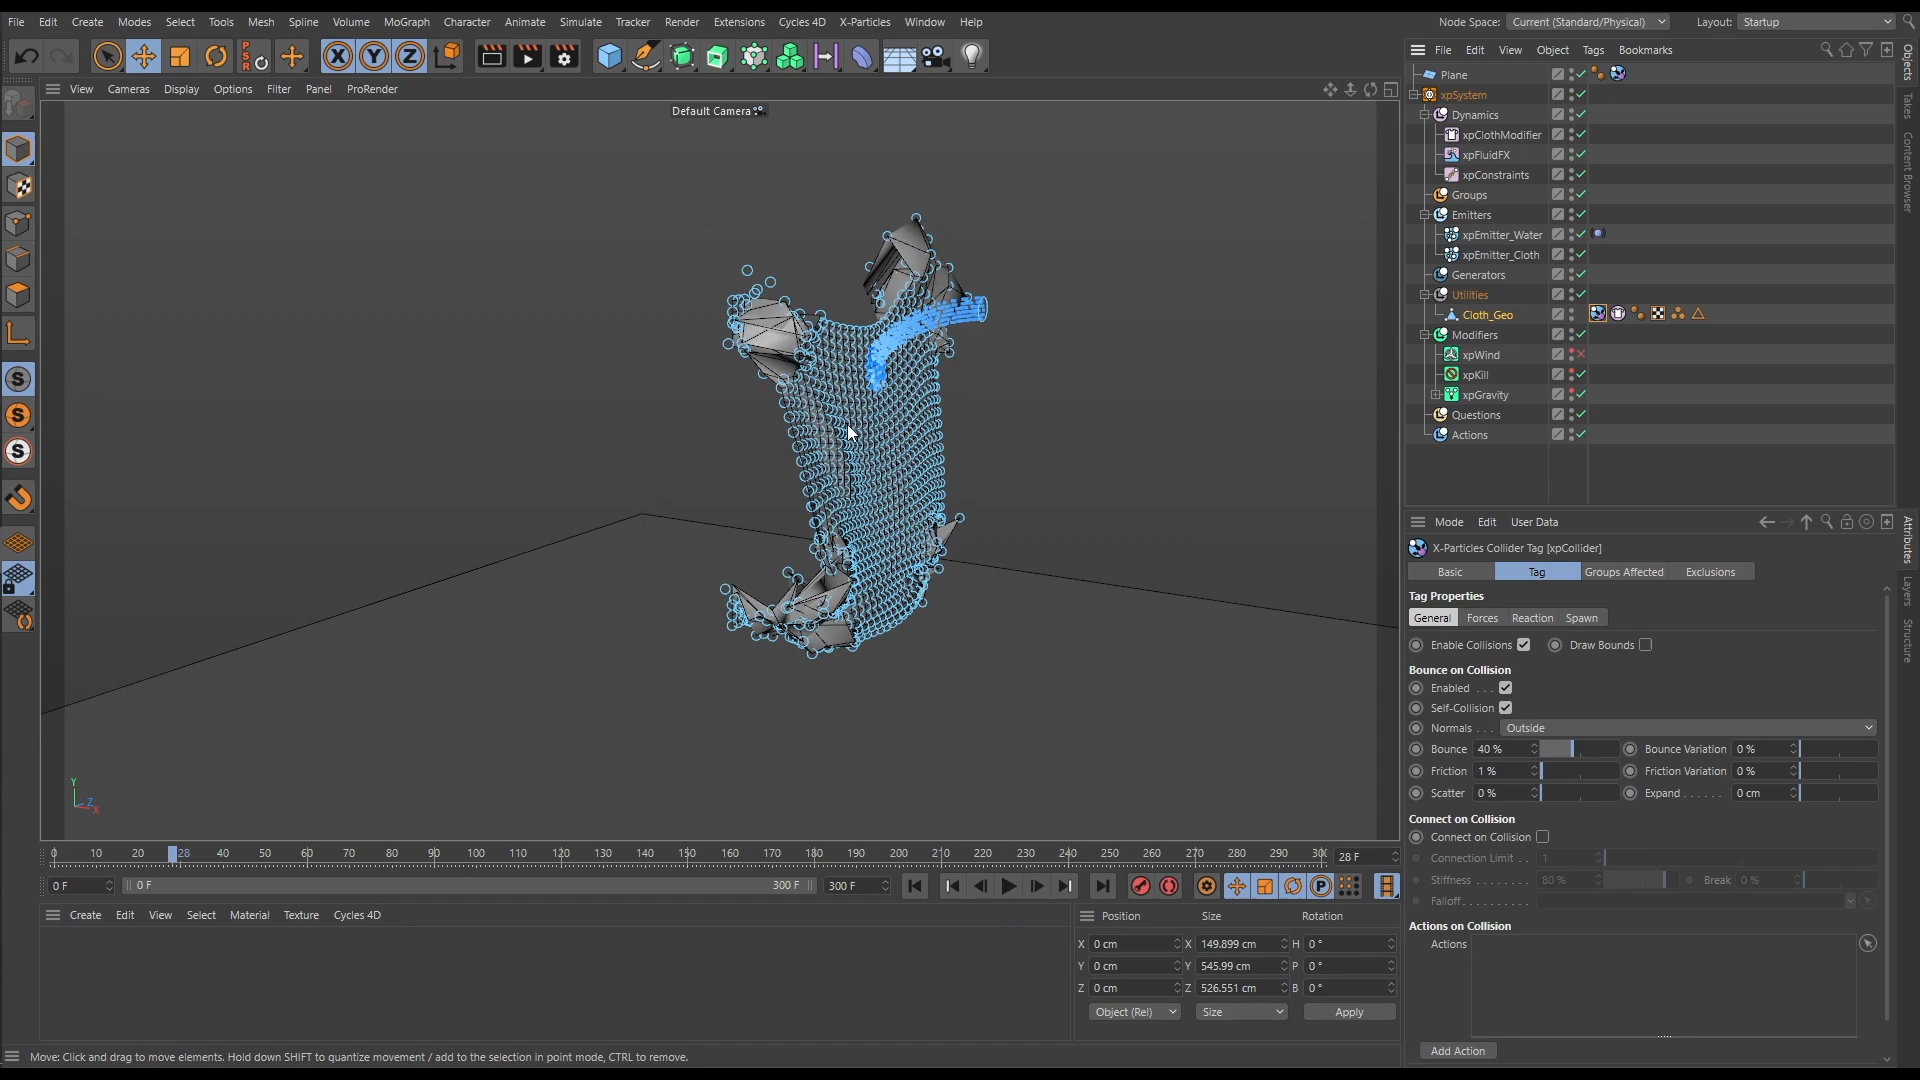 File Edit Create Modes Select Tools Mesh Spline Volume MoGraph Character Animate Simulate Tracker Render Extensions Cycles 4D X-Particles Window Help
Node Space: Current (Standard/Physical) Layout: Startup
View Cameras Display Options Filter Panel ProRender
Default Camera
File Edit View Object Tags Bookmarks
Plane
xpSystem
Dynamics
xpClothModifier
xpFluidFX
xpConstraints
Groups
Emitters
xpEmitter_Water
xpEmitter_Cloth
Generators
Utilities
Cloth_Geo
Modifiers
xpWind
xpKill
xpGravity
Questions
Actions
Objects
Takes
Content Browser
Mode Edit User Data
X-Particles Collider Tag [xpCollider]
Basic Tag Groups Affected Exclusions
Tag Properties
General Forces Reaction Spawn
Enable Collisions Draw Bounds
Bounce on Collision
Enabled . . .
Self-Collision
Normals . . . Outside
Bounce 40 % Bounce Variation 0 %
Friction 1 % Friction Variation 0 %
Scatter 0 % Expand . . . . . . 0 cm
Connect on Collision
Connect on Collision
Connection Limit . . 1
Stiffness . . . . . . . . 80 % Break 0 %
Falloff . . . . . . . . . .
Actions on Collision
Actions
Add Action
Attributes
Layers
Structure
Y
Z
X
0 10 20 28 40 50 60 70 80 90 100 110 120 130 140 150 160 170 180 190 200 210 220 230 240 250 260 270 280 290 30
28 F
0 F 0 F 300 F 300 F
Create Edit View Select Material Texture Cycles 4D
Position Size Rotation
X 0 cm X 149.899 cm H 0 °
Y 0 cm Y 545.99 cm P 0 °
Z 0 cm Z 526.551 cm B 0 °
Object (Rel) Size Apply
Move: Click and drag to move elements. Hold down SHIFT to quantize movement / add to the selection in point mode, CTRL to remove.